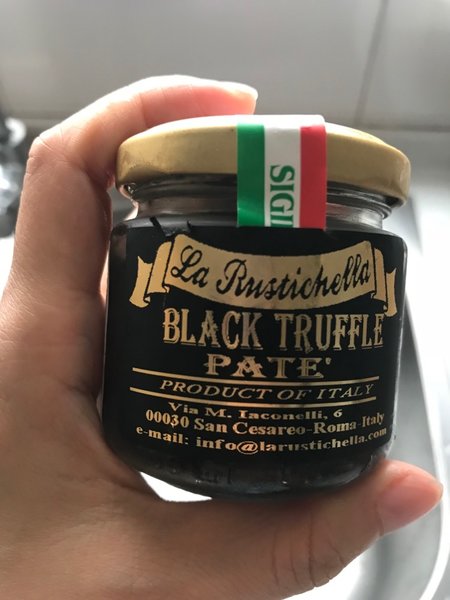 SIGI
La Rustichella
BLACK TRUFFLE
PATE'
PRODUCT OF ITALY
Via M. Iaconelli, 6
00030 San Cesareo-Roma-Italy
e-mail: info@larustichella.com